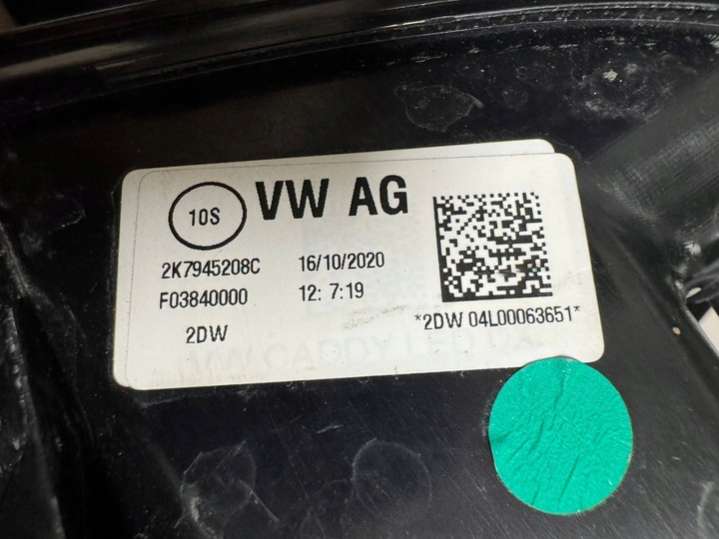 10S
VW AG
2K7945208C
16/10/2020
F03840000
12: 7:19
2DW
*2DW 04L00063651*